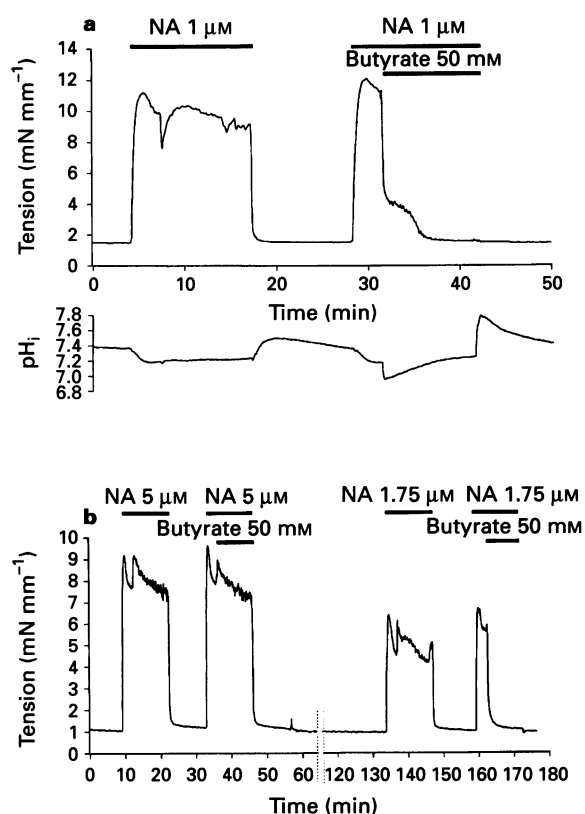 a
NA 1 µM NA 1 µM
Butyrate 50 mM
Tension (mN mm⁻¹)
14
12
10
8
6
4
2
0
0 10 20 30 40 50
Time (min)
pHᵢ
7.8
7.6
7.4
7.2
7.0
6.8
b
NA 5 µM NA 5 µM NA 1.75 µM NA 1.75 µM
Butyrate 50 mM Butyrate 50 mM
Tension (mN mm⁻¹)
10
9
8
7
6
5
4
3
2
1
0
0 10 20 30 40 50 60 120 130 140 150 160 170 180
Time (min)